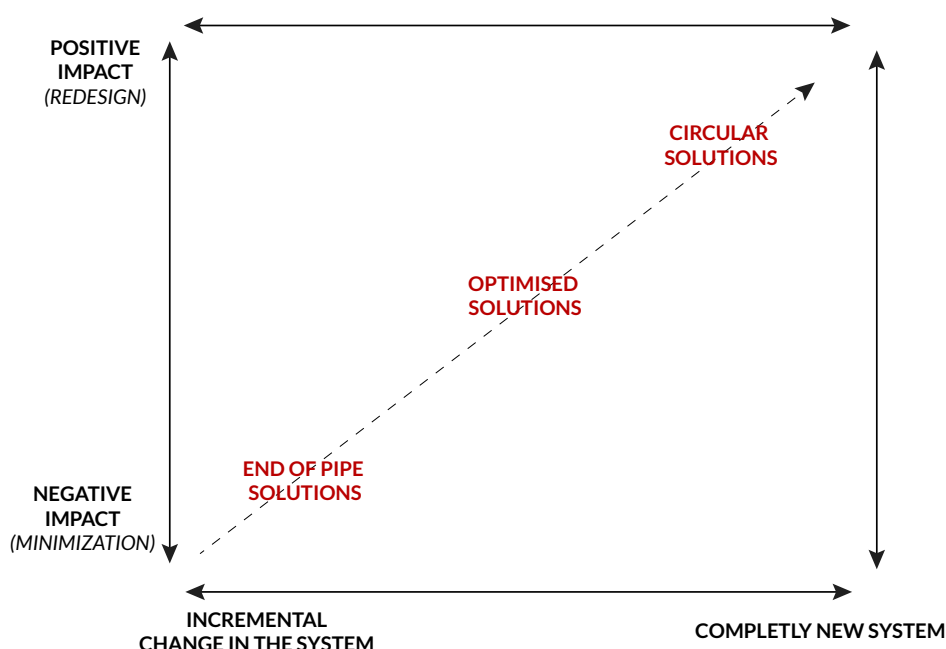 POSITIVE
IMPACT
(REDESIGN)
CIRCULAR
SOLUTIONS
OPTIMISED
SOLUTIONS
END OF PIPE
SOLUTIONS
NEGATIVE
IMPACT
(MINIMIZATION)
INCREMENTAL
CHANGE IN THE SYSTEM
COMPLETLY NEW SYSTEM